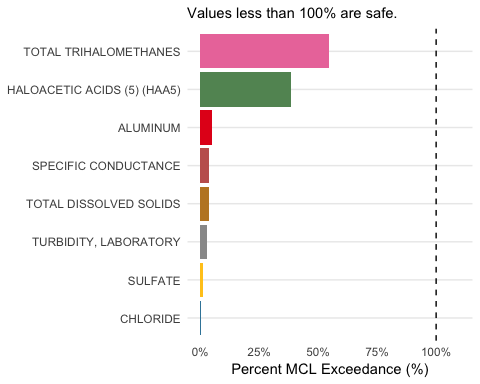 Values less than 100% are safe.
TOTAL TRIHALOMETHANES
HALOACETIC ACIDS (5) (HAA5)
ALUMINUM
SPECIFIC CONDUCTANCE
TOTAL DISSOLVED SOLIDS
TURBIDITY, LABORATORY
SULFATE
CHLORIDE
0% 25% 50% 75% 100%
Percent MCL Exceedance (%)